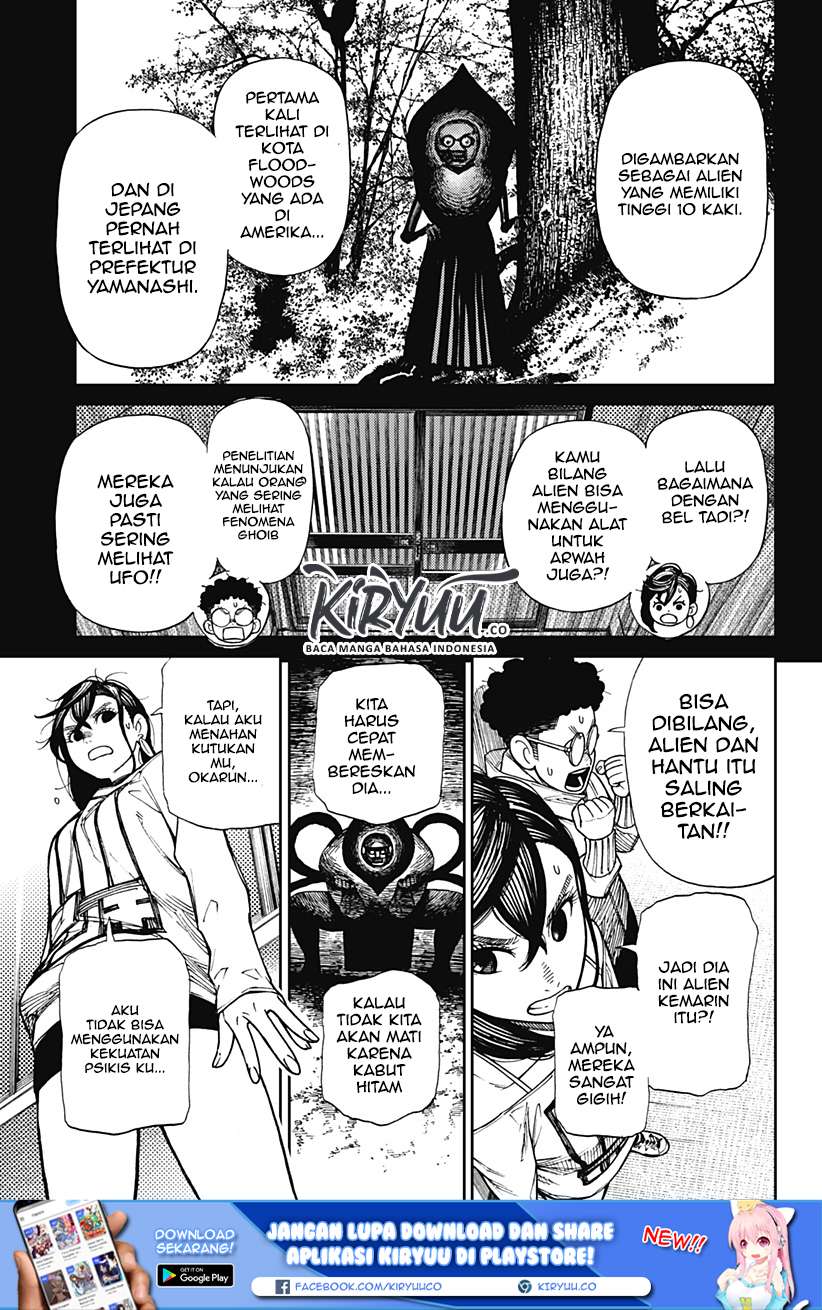 DIGAMBARKAN
SEBAGAI ALIEN
YANG MEMILIKI
TINGGI 10 KAKI.
PERTAMA
KALI
TERLIHAT DI
KOTA
FLOOD-
WOODS
YANG ADA
DI
AMERIKA...
DAN DI
JEPANG
PERNAH
TERLIHAT DI
PREFEKTUR
YAMANASHI.
LALU
BAGAIMANA
DENGAN
BEL TADI?!
KAMU
BILANG
ALIEN BISA
MENGGU-
NAKAN ALAT
UNTUK
ARWAH
JUGA?!
PENELITIAN
MENUNJUKAN
KALAU ORANG
YANG SERING
MELIHAT
FENOMENA
GHOIB
MEREKA
JUGA
PASTI
SERING
MELIHAT
UFO!!
KIRYUU.CO
BACA MANGA BAHASA INDONESIA
BISA
DIBILANG,
ALIEN DAN
HANTU ITU
SALING
BERKAI-
TAN!!
JADI DIA
INI ALIEN
KEMARIN
ITU?!
YA
AMPUN,
MEREKA
SANGAT
GIGIH!
KITA
HARUS
CEPAT
MEM-
BERESKAN
DIA...
KALAU
TIDAK KITA
AKAN MATI
KARENA
KABUT
HITAM
TAPI,
KALAU AKU
MENAHAN
KUTUKAN
MU,
OKARUN...
AKU
TIDAK BISA
MENGGUNAKAN
KEKUATAN
PSIKIS KU...
DOWNLOAD
SEKARANG!
GET IT ON
Google Play
JANGAN LUPA DOWNLOAD DAN SHARE
APLIKASI KIRYUU DI PLAYSTORE!
FACEBOOK.COM/KIRYUUCO
KIRYUU.CO
NEW!!